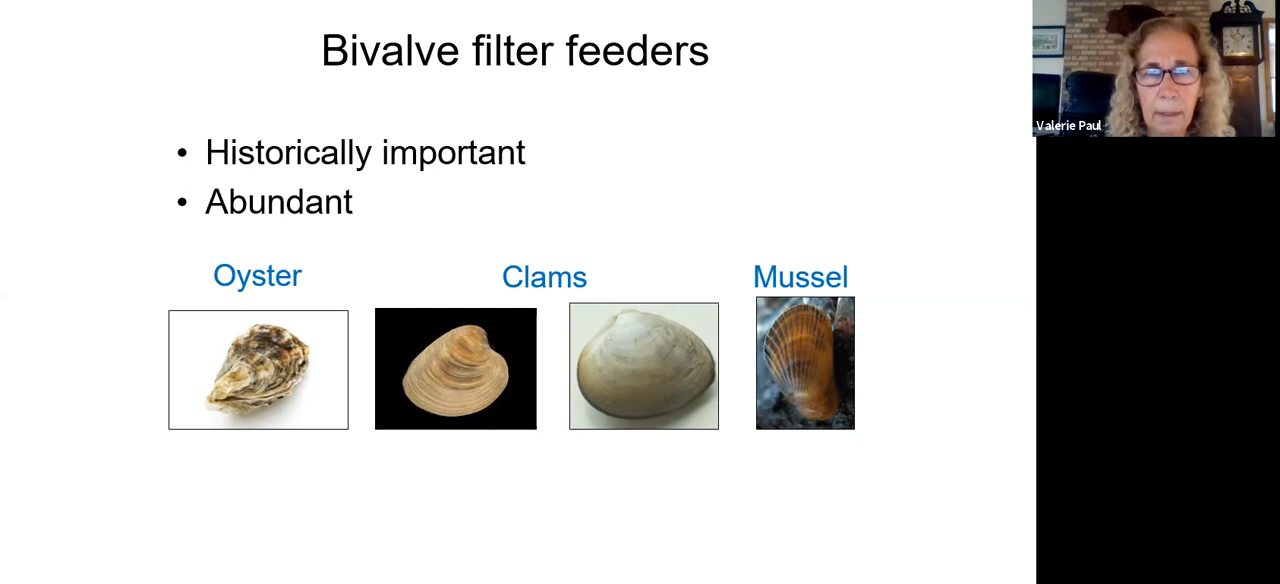 Bivalve filter feeders
• Historically important
• Abundant
Oyster
Clams
Mussel
Valerie Paul